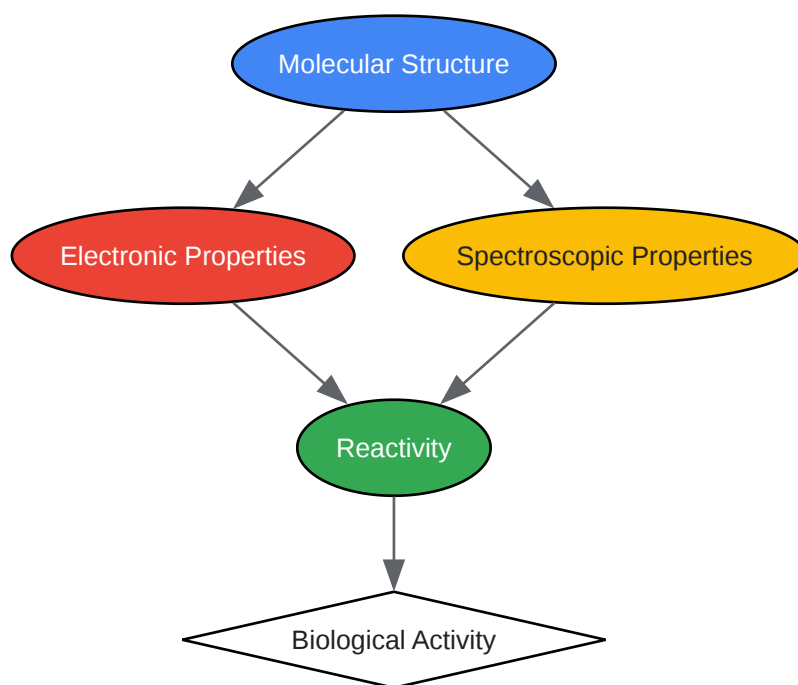 Molecular Structure
Electronic Properties
Spectroscopic Properties
Reactivity
Biological Activity